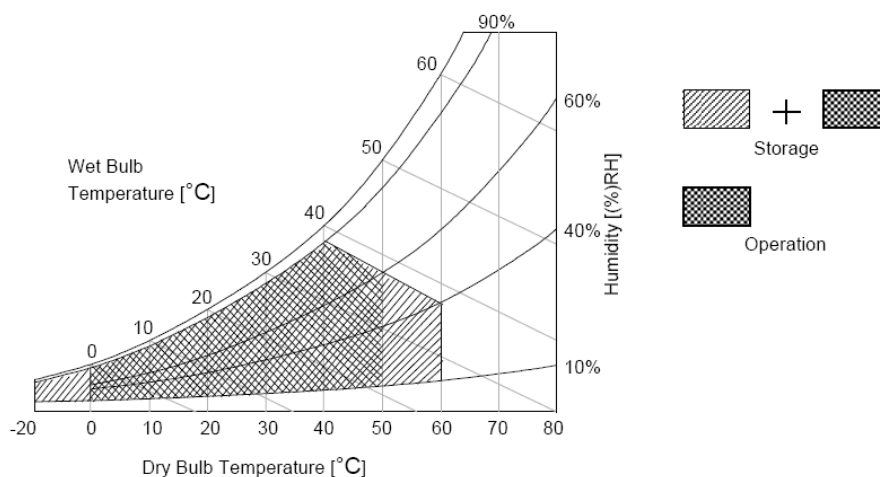 90%
60
60%
50
Wet Bulb
Temperature [°C]
40
40%
30
20
10
0
10%
-20 0 10 20 30 40 50 60 70 80
Dry Bulb Temperature [°C]
Humidity [(%)RH]
+
Storage
Operation